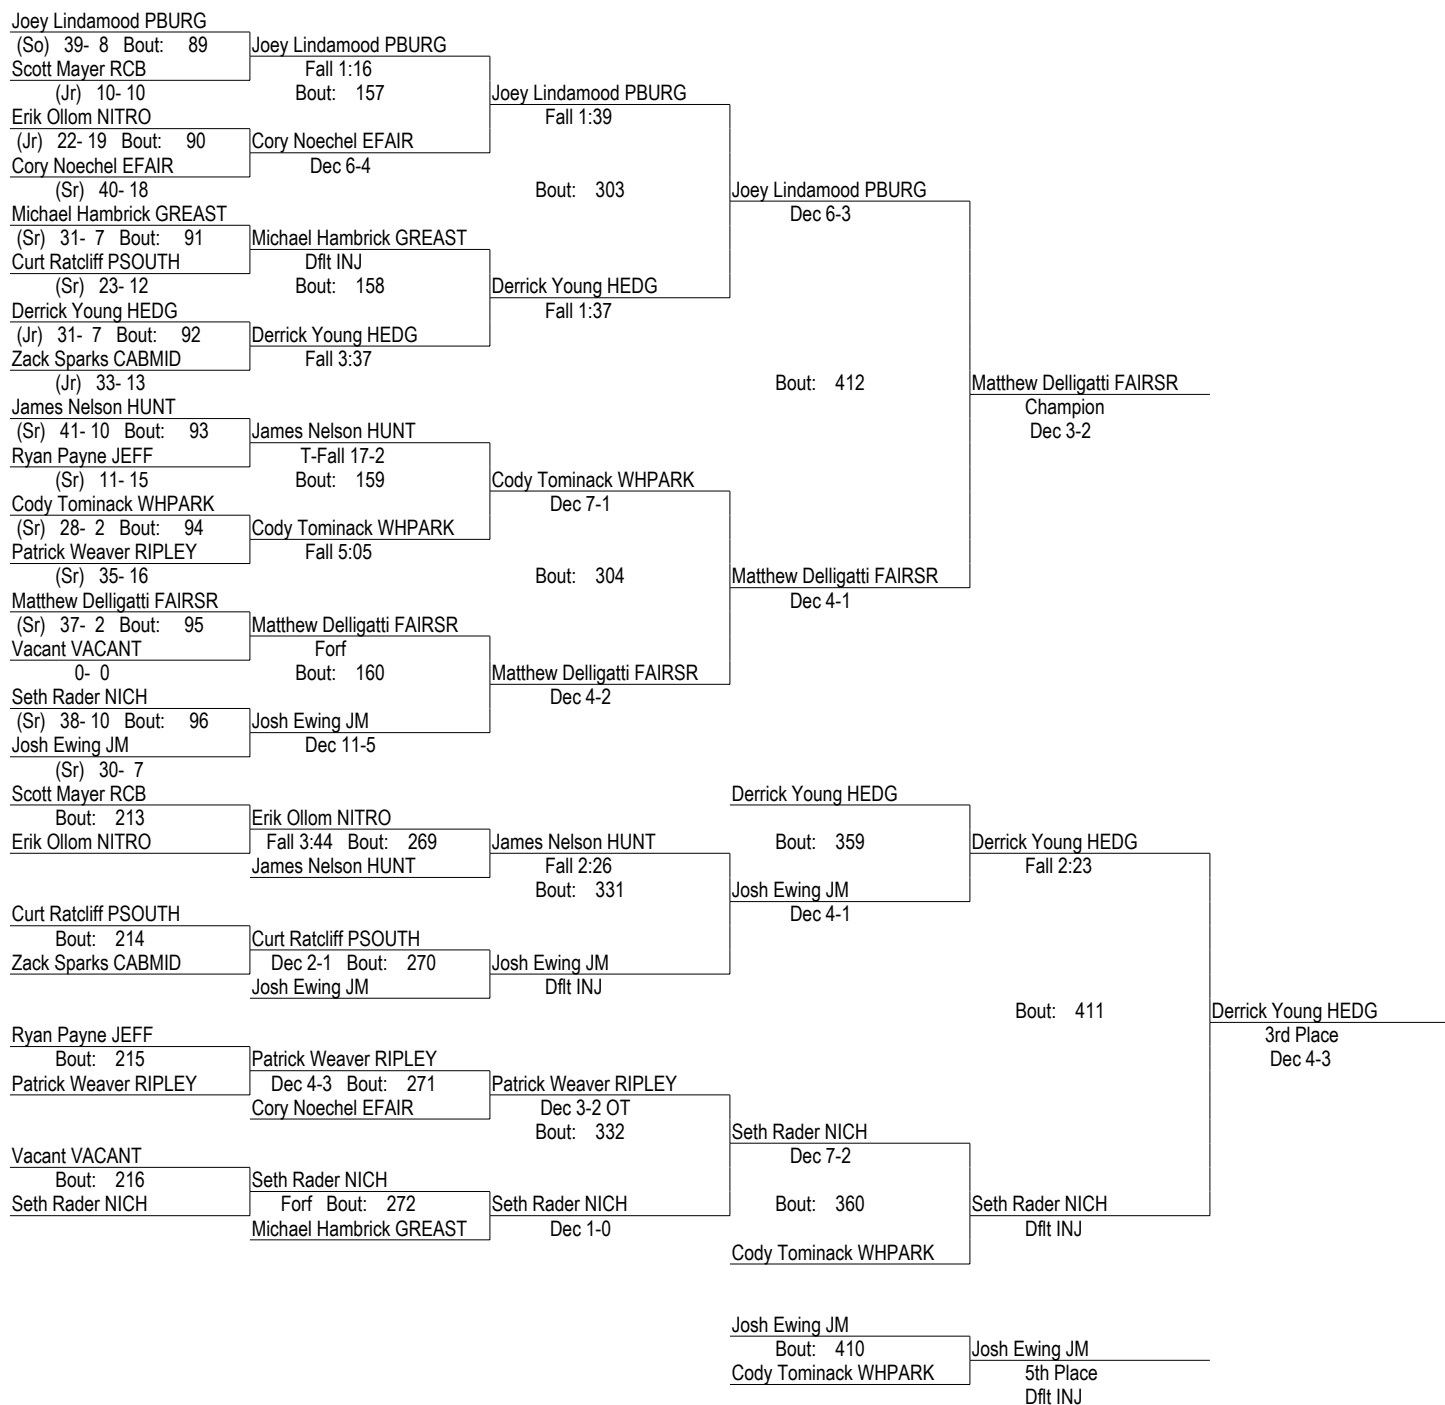 Joey Lindamood PBURG
(So) 39- 8 Bout: 89 Joey Lindamood PBURG
Scott Mayer RCB Fall 1:16
(Jr) 10- 10 Bout: 157 Joey Lindamood PBURG
Erik Ollom NITRO Fall 1:39
(Jr) 22- 19 Bout: 90 Cory Noechel EFAIR
Cory Noechel EFAIR Dec 6-4
(Sr) 40- 18 Bout: 303 Joey Lindamood PBURG
Michael Hambrick GREAST Dec 6-3
(Sr) 31- 7 Bout: 91 Michael Hambrick GREAST
Curt Ratcliff PSOUTH Dflt INJ
(Sr) 23- 12 Bout: 158 Derrick Young HEDG
Derrick Young HEDG Fall 1:37
(Jr) 31- 7 Bout: 92 Derrick Young HEDG
Zack Sparks CABMID Fall 3:37
(Jr) 33- 13 Bout: 412 Matthew Delligatti FAIRSR
James Nelson HUNT Champion
(Sr) 41- 10 Bout: 93 James Nelson HUNT Dec 3-2
Ryan Payne JEFF T-Fall 17-2
(Sr) 11- 15 Bout: 159 Cody Tominack WHPARK
Cody Tominack WHPARK Dec 7-1
(Sr) 28- 2 Bout: 94 Cody Tominack WHPARK
Patrick Weaver RIPLEY Fall 5:05
(Sr) 35- 16 Bout: 304 Matthew Delligatti FAIRSR
Matthew Delligatti FAIRSR Dec 4-1
(Sr) 37- 2 Bout: 95 Matthew Delligatti FAIRSR
Vacant VACANT Forf
0- 0 Bout: 160 Matthew Delligatti FAIRSR
Seth Rader NICH Dec 4-2
(Sr) 38- 10 Bout: 96 Josh Ewing JM
Josh Ewing JM Dec 11-5
(Sr) 30- 7
Scott Mayer RCB Derrick Young HEDG
Bout: 213 Erik Ollom NITRO
Erik Ollom NITRO Fall 3:44 Bout: 269 James Nelson HUNT Bout: 359 Derrick Young HEDG
James Nelson HUNT Fall 2:26 Fall 2:23
Bout: 331 Josh Ewing JM
Curt Ratcliff PSOUTH Dec 4-1
Bout: 214 Curt Ratcliff PSOUTH
Zack Sparks CABMID Dec 2-1 Bout: 270 Josh Ewing JM
Josh Ewing JM Dflt INJ
Bout: 411 Derrick Young HEDG
Ryan Payne JEFF 3rd Place
Bout: 215 Patrick Weaver RIPLEY Dec 4-3
Patrick Weaver RIPLEY Dec 4-3 Bout: 271 Patrick Weaver RIPLEY
Cory Noechel EFAIR Dec 3-2 OT
Bout: 332 Seth Rader NICH
Vacant VACANT Dec 7-2
Bout: 216 Seth Rader NICH
Seth Rader NICH Forf Bout: 272 Seth Rader NICH Bout: 360 Seth Rader NICH
Michael Hambrick GREAST Dec 1-0 Dflt INJ
Cody Tominack WHPARK
Josh Ewing JM
Bout: 410 Josh Ewing JM
Cody Tominack WHPARK 5th Place
Dflt INJ